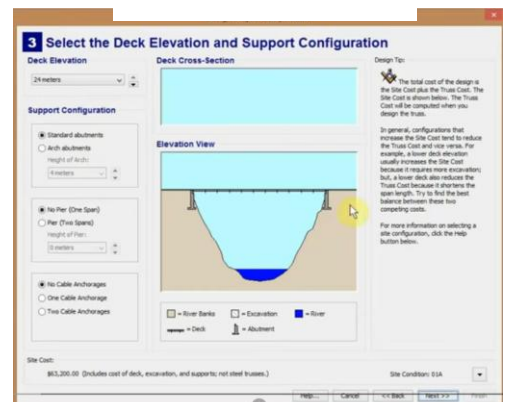 3 Select the Deck Elevation and Support Configuration
Deck Elevation
24 meters
Support Configuration
Standard abutments
Arch abutments
Height of Arch:
4 meters
No Pier (One Span)
Pier (Two Spans)
Height of Pier:
0 meters
No Cable Anchorages
One Cable Anchorage
Two Cable Anchorages
Deck Cross-Section
Elevation View
= River Banks
= Excavation
= River
= Deck
= Abutment
Design Tip:
The total cost of the design is
the Site Cost plus the Truss Cost. The
Site Cost is shown below. The Truss
Cost will be computed when you
design the truss.
In general, configurations that
increase the Site Cost tend to reduce
the Truss Cost and vice versa. For
example, a lower deck elevation
usually increases the Site Cost
because it requires more excavation;
but, a lower deck also reduces the
Truss Cost because it shortens the
span length. Try to find the best
balance between these two
competing costs.
For more information on selecting a
site configuration, click the Help
button below.
Site Cost:
$63,200.00 (Includes cost of deck, excavation, and supports; not steel trusses.)
Site Condition: 01A
Help...
Cancel
<< Back
Next >>
Finish